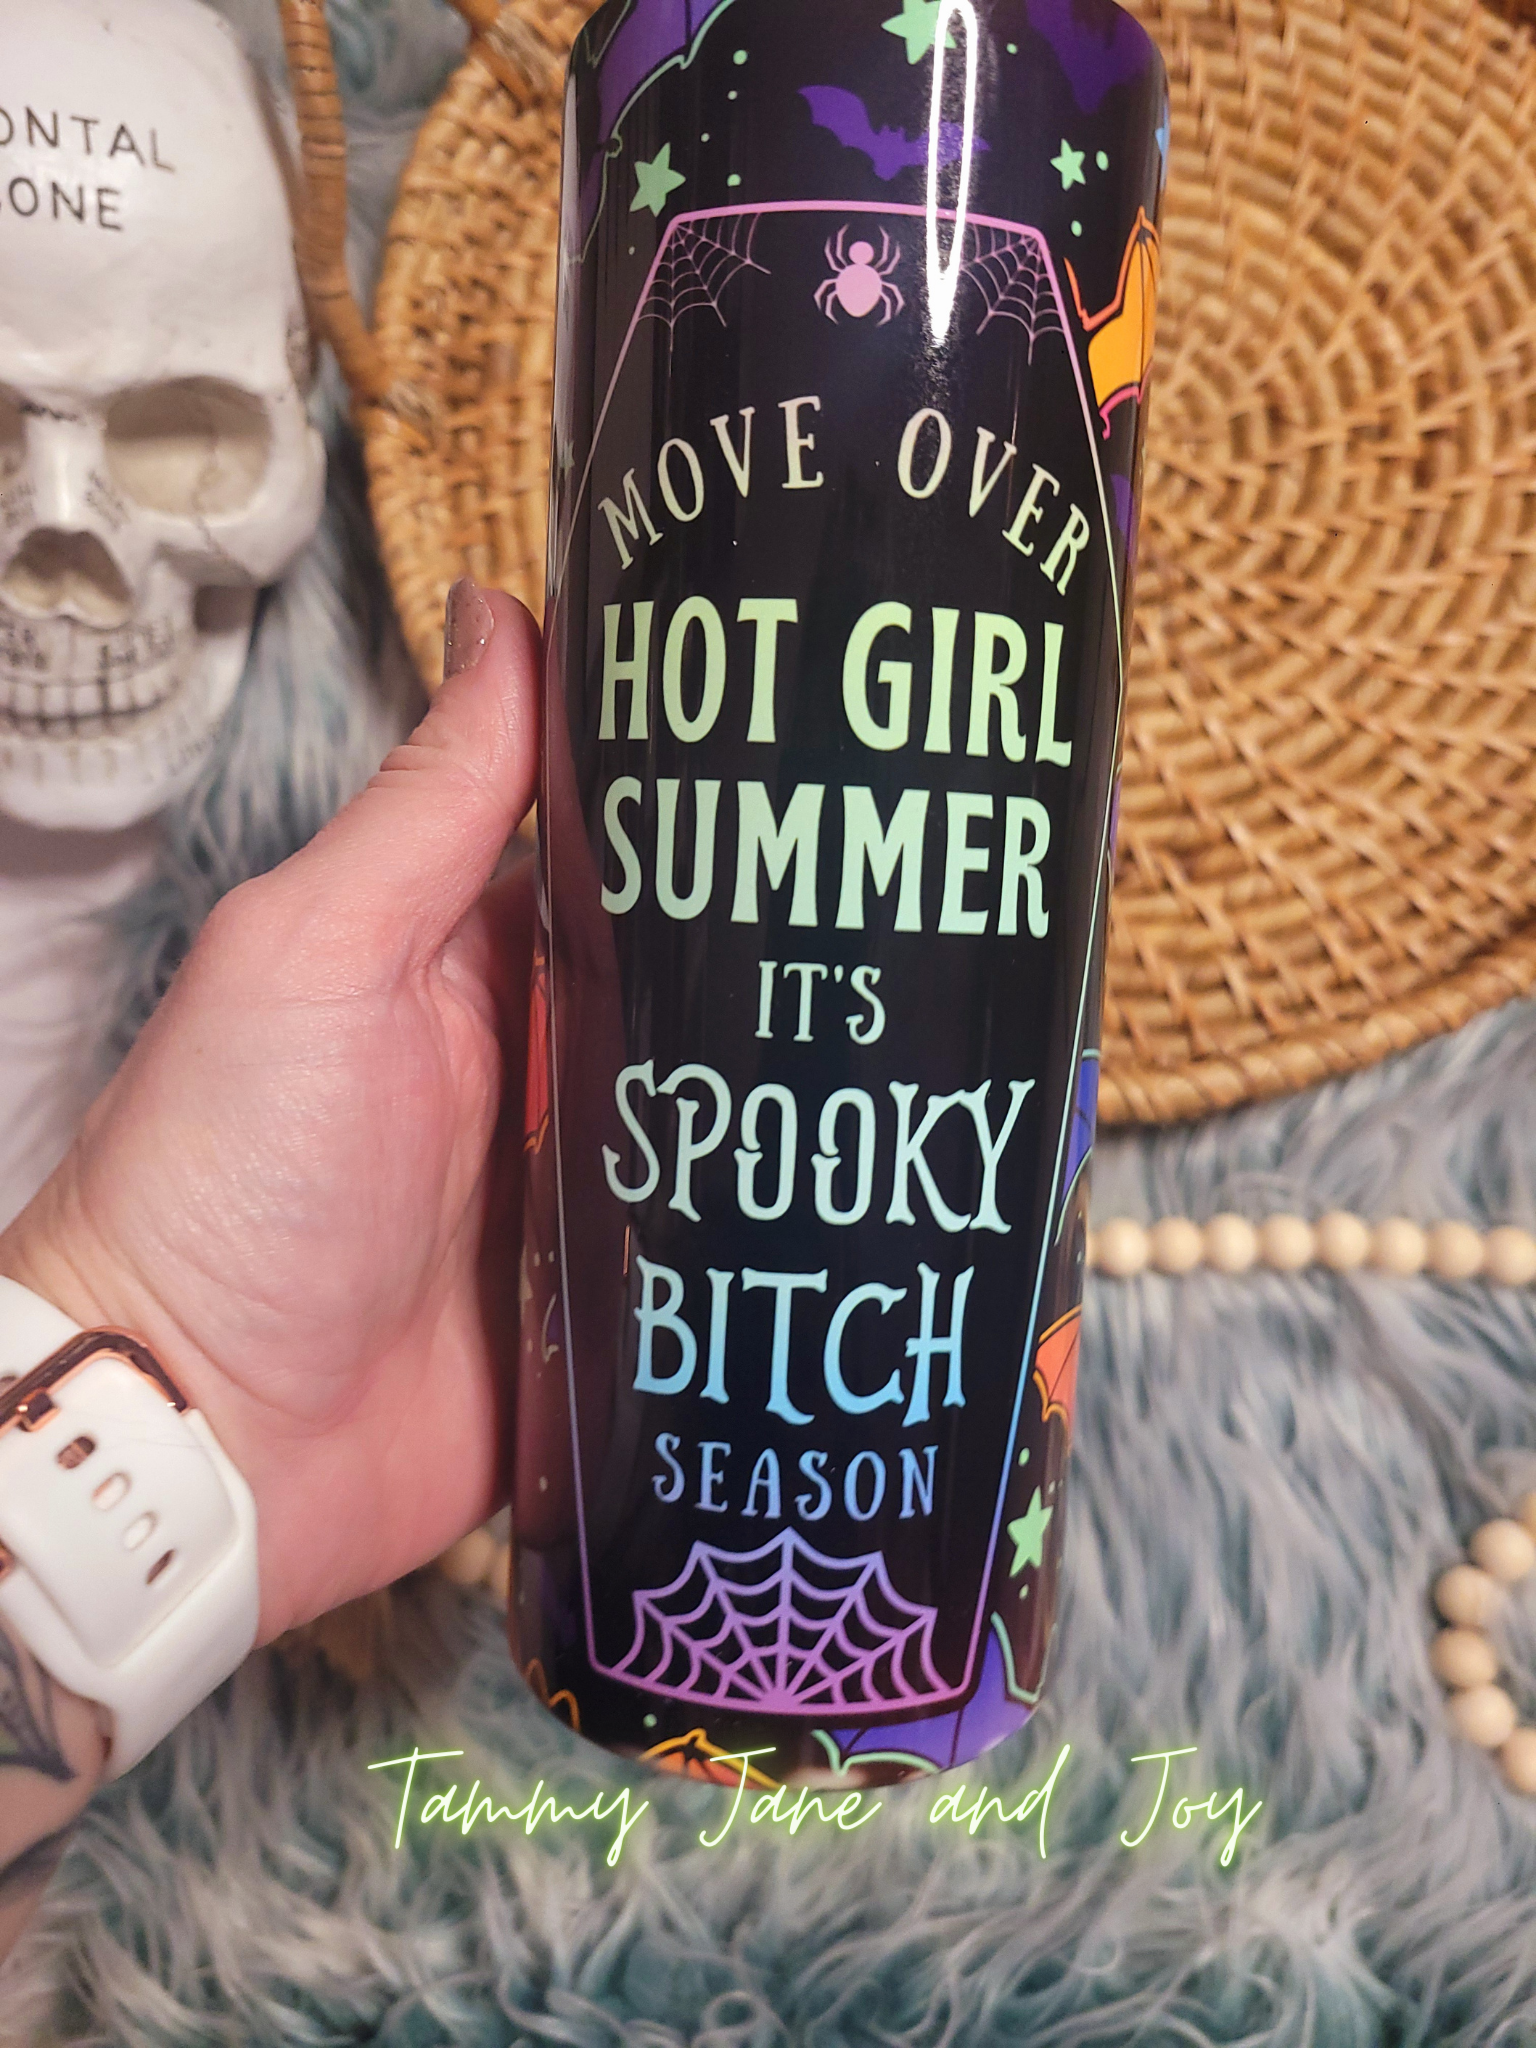 ONTAL
ONE
MOVE OVER
HOT GIRL
SUMMER
IT'S
SPOOKY
BITCH
SEASON
Tammy Jane and Joy